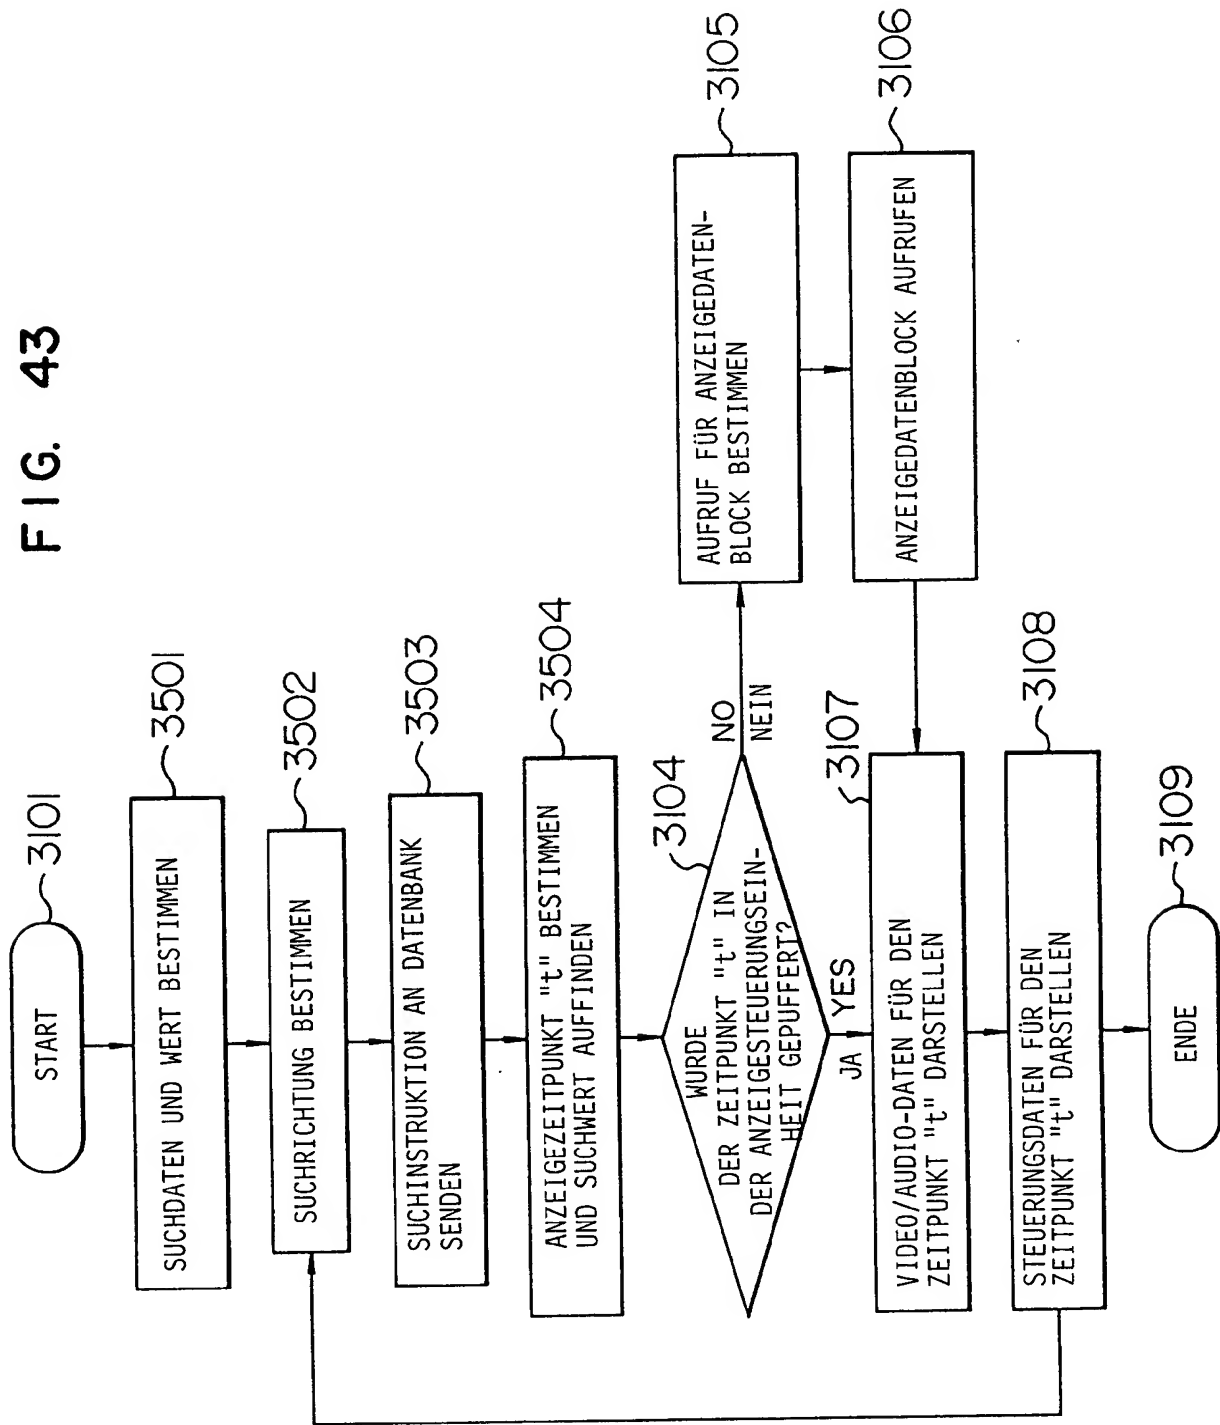 FIG. 43
START
3101
SUCHDATEN UND WERT BESTIMMEN
3501
SUCHRICHTUNG BESTIMMEN
3502
SUCHINSTRUKTION AN DATENBANK
SENDEN
3503
ANZEIGEZEITPUNKT "t" BESTIMMEN
UND SUCHWERT AUFFINDEN
3504
WURDE
DER ZEITPUNKT "t" IN
DER ANZEIGESTEUERUNGSEIN-
HEIT GEPUFFERT?
3104
NO
NEIN
JA
YES
AUFRUF FÜR ANZEIGEDATEN-
BLOCK BESTIMMEN
3105
ANZEIGEDATENBLOCK AUFRUFEN
3106
VIDEO/AUDIO-DATEN FÜR DEN
ZEITPUNKT "t" DARSTELLEN
3107
STEUERUNGSDATEN FÜR DEN
ZEITPUNKT "t" DARSTELLEN
3108
ENDE
3109